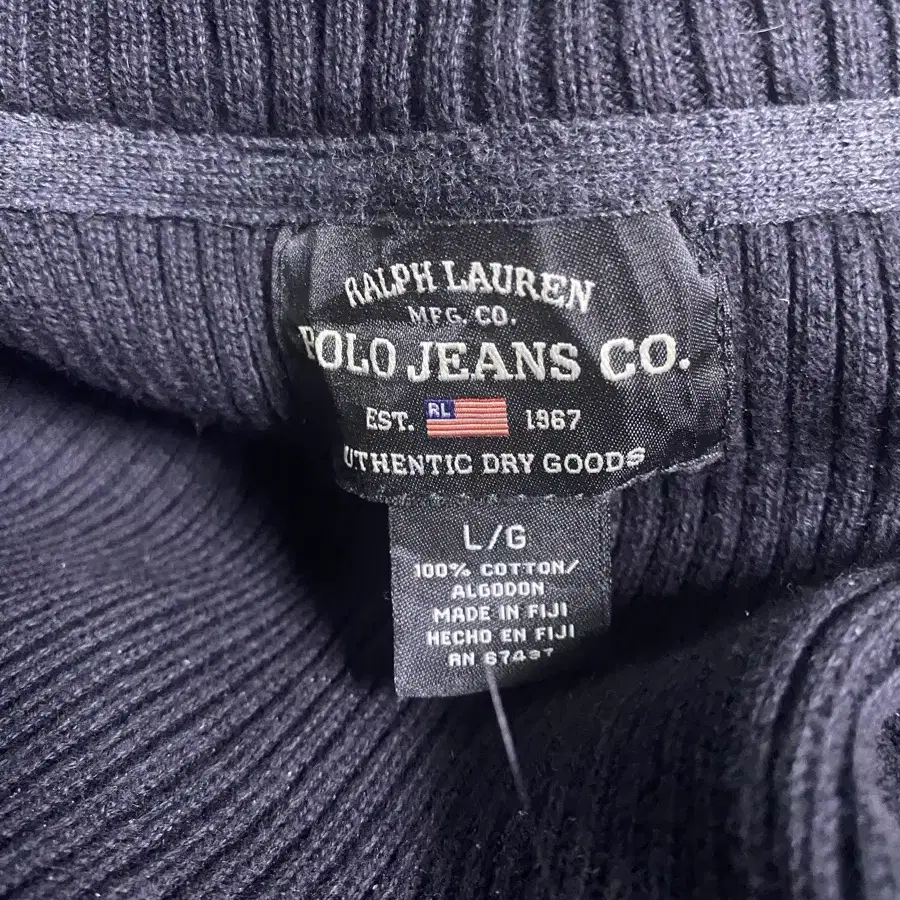 RALPH LAUREN
MFG. CO.
POLO JEANS CO.
EST. RL 1967
UTHENTIC DRY GOODS
L/G
100% COTTON/
ALGODON
MADE IN FIJI
HECHO EN FIJI
RN